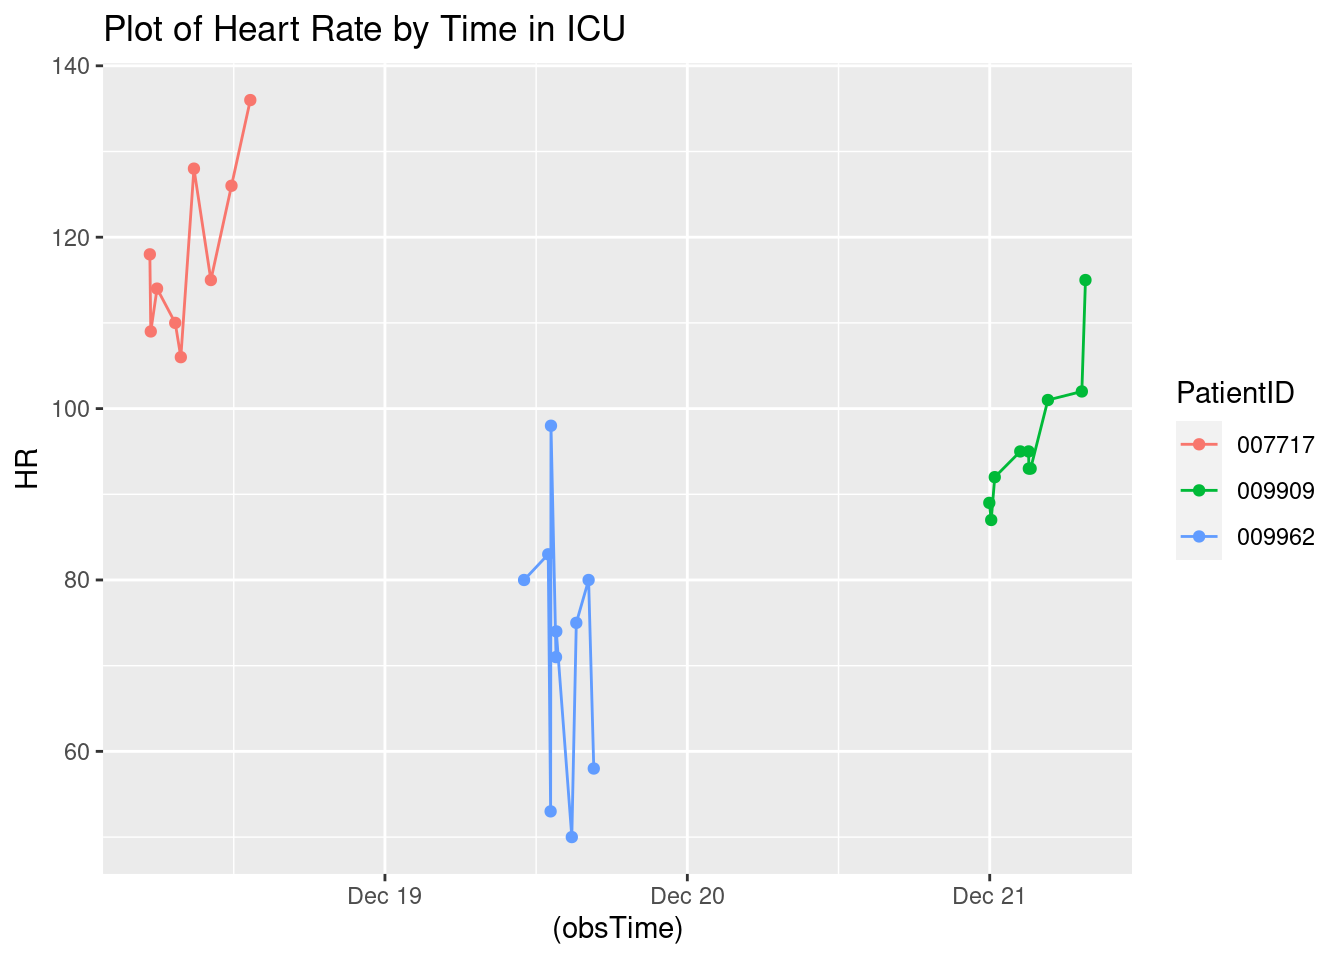 Plot of Heart Rate by Time in ICU
140
120
100
80
60
HR
Dec 19
Dec 20
Dec 21
(obsTime)
PatientID
007717
009909
009962